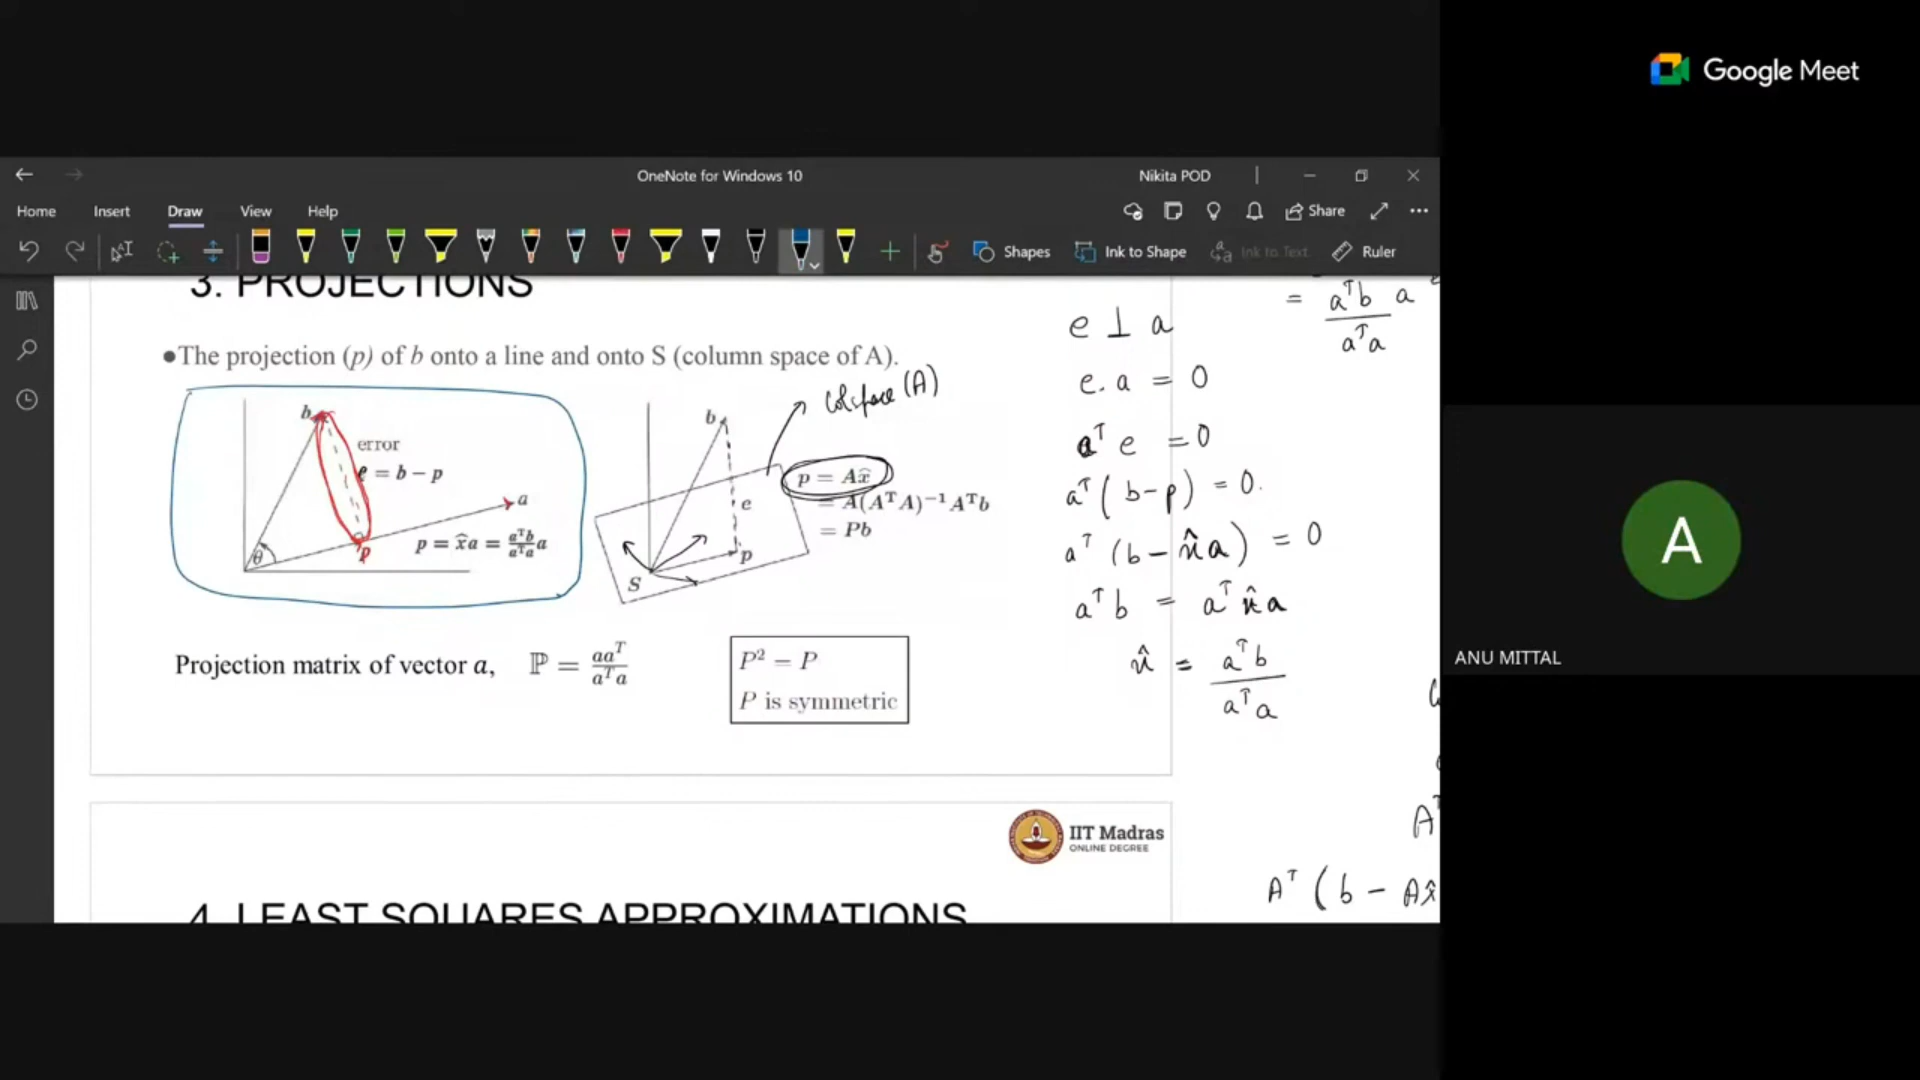 Google Meet
OneNote for Windows 10
Nikita POD
Home Insert Draw View Help
Share
Shapes
Ink to Shape
Ink to Text
Ruler
3. PROJECTIONS
●The projection (p) of b onto a line and onto S (column space of A).
b
error
e = b − p
a
θ
p
p = x̂a = aᵀb/aᵀa a
b
e
p
S
Colspace (A)
p = Ax̂
= A(AᵀA)⁻¹Aᵀb
= Pb
Projection matrix of vector a, ℙ = aaᵀ/aᵀa
P² = P
P is symmetric
= aᵀb/aᵀa a
e ⊥ a
e. a = 0
aᵀ e = 0
aᵀ (b−p) = 0.
aᵀ (b − x̂a) = 0
aᵀ b = aᵀ x̂ a
x̂ = aᵀb/aᵀa
Aᵀ
Aᵀ (b − Ax̂
IIT Madras
ONLINE DEGREE
4. LEAST SQUARES APPROXIMATIONS
A
ANU MITTAL